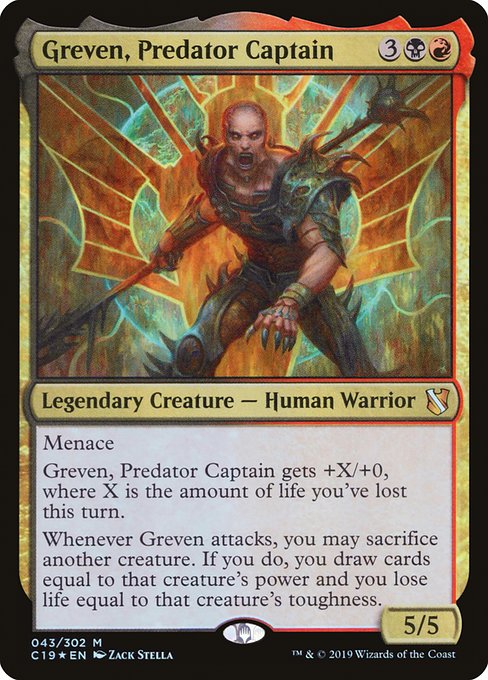 Greven, Predator Captain 3
Legendary Creature — Human Warrior
Menace
Greven, Predator Captain gets +X/+0,
where X is the amount of life you've lost
this turn.
Whenever Greven attacks, you may sacrifice
another creature. If you do, you draw cards
equal to that creature's power and you lose
life equal to that creature's toughness.
5/5
043/302 M
C19★EN Zack Stella
™ & © 2019 Wizards of the Coast